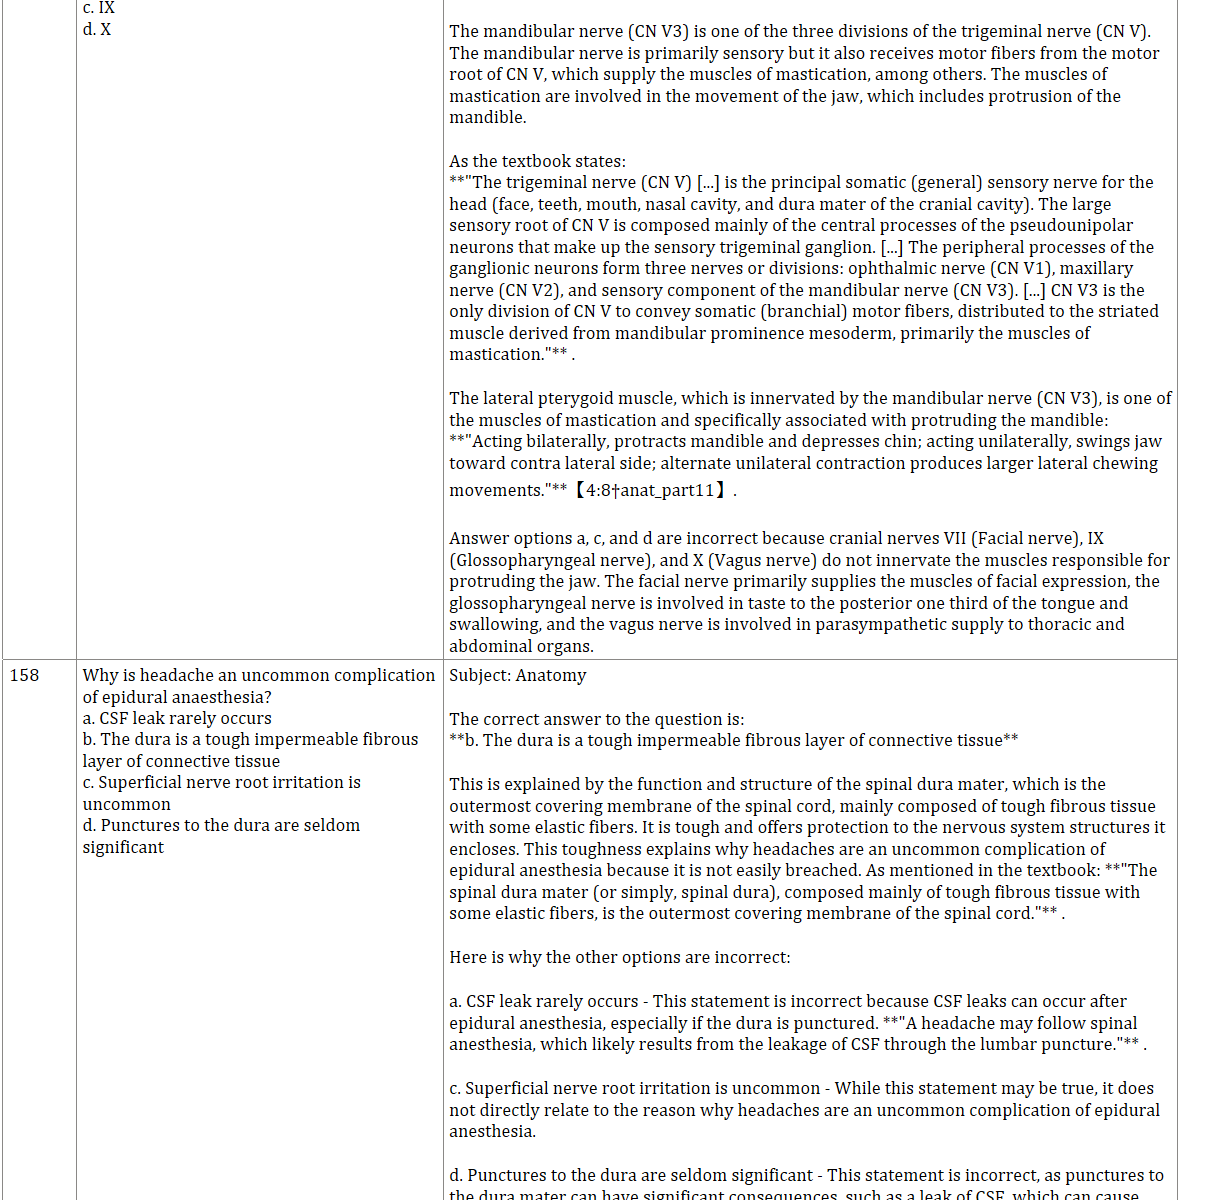 c. IX
d. X
The mandibular nerve (CN V3) is one of the three divisions of the trigeminal nerve (CN V).
The mandibular nerve is primarily sensory but it also receives motor fibers from the motor
root of CN V, which supply the muscles of mastication, among others. The muscles of
mastication are involved in the movement of the jaw, which includes protrusion of the
mandible.
As the textbook states:
**"The trigeminal nerve (CN V) [...] is the principal somatic (general) sensory nerve for the
head (face, teeth, mouth, nasal cavity, and dura mater of the cranial cavity). The large
sensory root of CN V is composed mainly of the central processes of the pseudounipolar
neurons that make up the sensory trigeminal ganglion. [...] The peripheral processes of the
ganglionic neurons form three nerves or divisions: ophthalmic nerve (CN V1), maxillary
nerve (CN V2), and sensory component of the mandibular nerve (CN V3). [...] CN V3 is the
only division of CN V to convey somatic (branchial) motor fibers, distributed to the striated
muscle derived from mandibular prominence mesoderm, primarily the muscles of
mastication."** .
The lateral pterygoid muscle, which is innervated by the mandibular nerve (CN V3), is one of
the muscles of mastication and specifically associated with protruding the mandible:
**"Acting bilaterally, protracts mandible and depresses chin; acting unilaterally, swings jaw
toward contra lateral side; alternate unilateral contraction produces larger lateral chewing
movements."**【4:8†anat_part11】.
Answer options a, c, and d are incorrect because cranial nerves VII (Facial nerve), IX
(Glossopharyngeal nerve), and X (Vagus nerve) do not innervate the muscles responsible for
protruding the jaw. The facial nerve primarily supplies the muscles of facial expression, the
glossopharyngeal nerve is involved in taste to the posterior one third of the tongue and
swallowing, and the vagus nerve is involved in parasympathetic supply to thoracic and
abdominal organs.
158
Why is headache an uncommon complication
of epidural anaesthesia?
a. CSF leak rarely occurs
b. The dura is a tough impermeable fibrous
layer of connective tissue
c. Superficial nerve root irritation is
uncommon
d. Punctures to the dura are seldom
significant
Subject: Anatomy
The correct answer to the question is:
**b. The dura is a tough impermeable fibrous layer of connective tissue**
This is explained by the function and structure of the spinal dura mater, which is the
outermost covering membrane of the spinal cord, mainly composed of tough fibrous tissue
with some elastic fibers. It is tough and offers protection to the nervous system structures it
encloses. This toughness explains why headaches are an uncommon complication of
epidural anesthesia because it is not easily breached. As mentioned in the textbook: **"The
spinal dura mater (or simply, spinal dura), composed mainly of tough fibrous tissue with
some elastic fibers, is the outermost covering membrane of the spinal cord."** .
Here is why the other options are incorrect:
a. CSF leak rarely occurs - This statement is incorrect because CSF leaks can occur after
epidural anesthesia, especially if the dura is punctured. **"A headache may follow spinal
anesthesia, which likely results from the leakage of CSF through the lumbar puncture."** .
c. Superficial nerve root irritation is uncommon - While this statement may be true, it does
not directly relate to the reason why headaches are an uncommon complication of epidural
anesthesia.
d. Punctures to the dura are seldom significant - This statement is incorrect, as punctures to
the dura mater can have significant consequences, such as a leak of CSF, which can cause